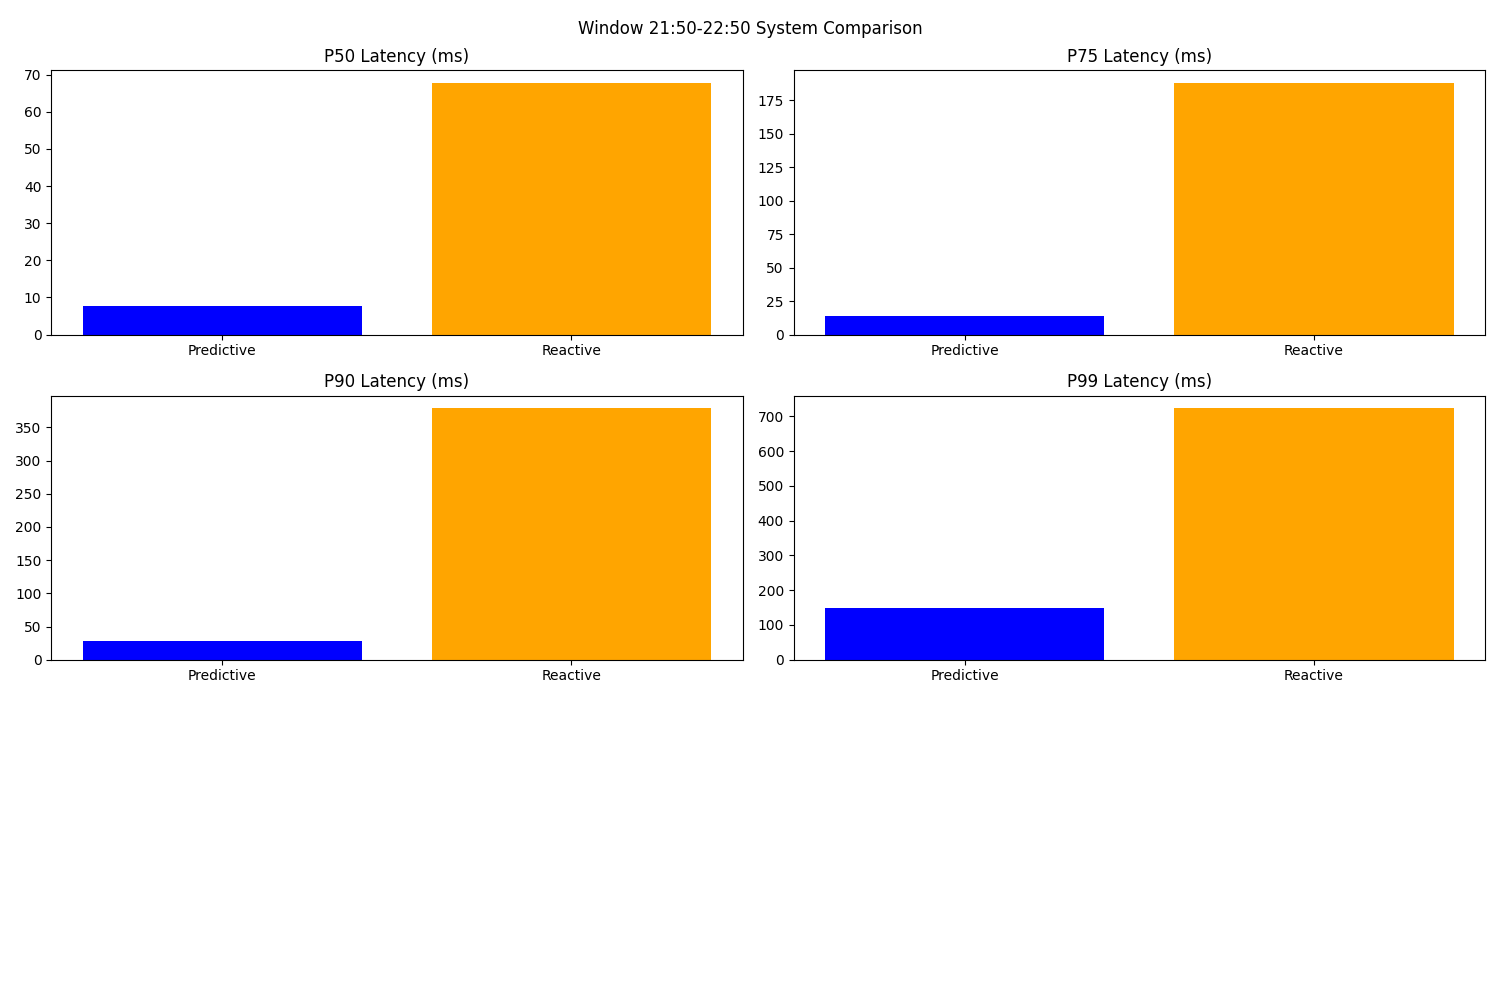 Window 21:50-22:50 System Comparison
P50 Latency (ms)
70
60
50
40
30
20
10
0
Predictive
Reactive
P75 Latency (ms)
175
150
125
100
75
50
25
0
Predictive
Reactive
P90 Latency (ms)
350
300
250
200
150
100
50
0
Predictive
Reactive
P99 Latency (ms)
700
600
500
400
300
200
100
0
Predictive
Reactive